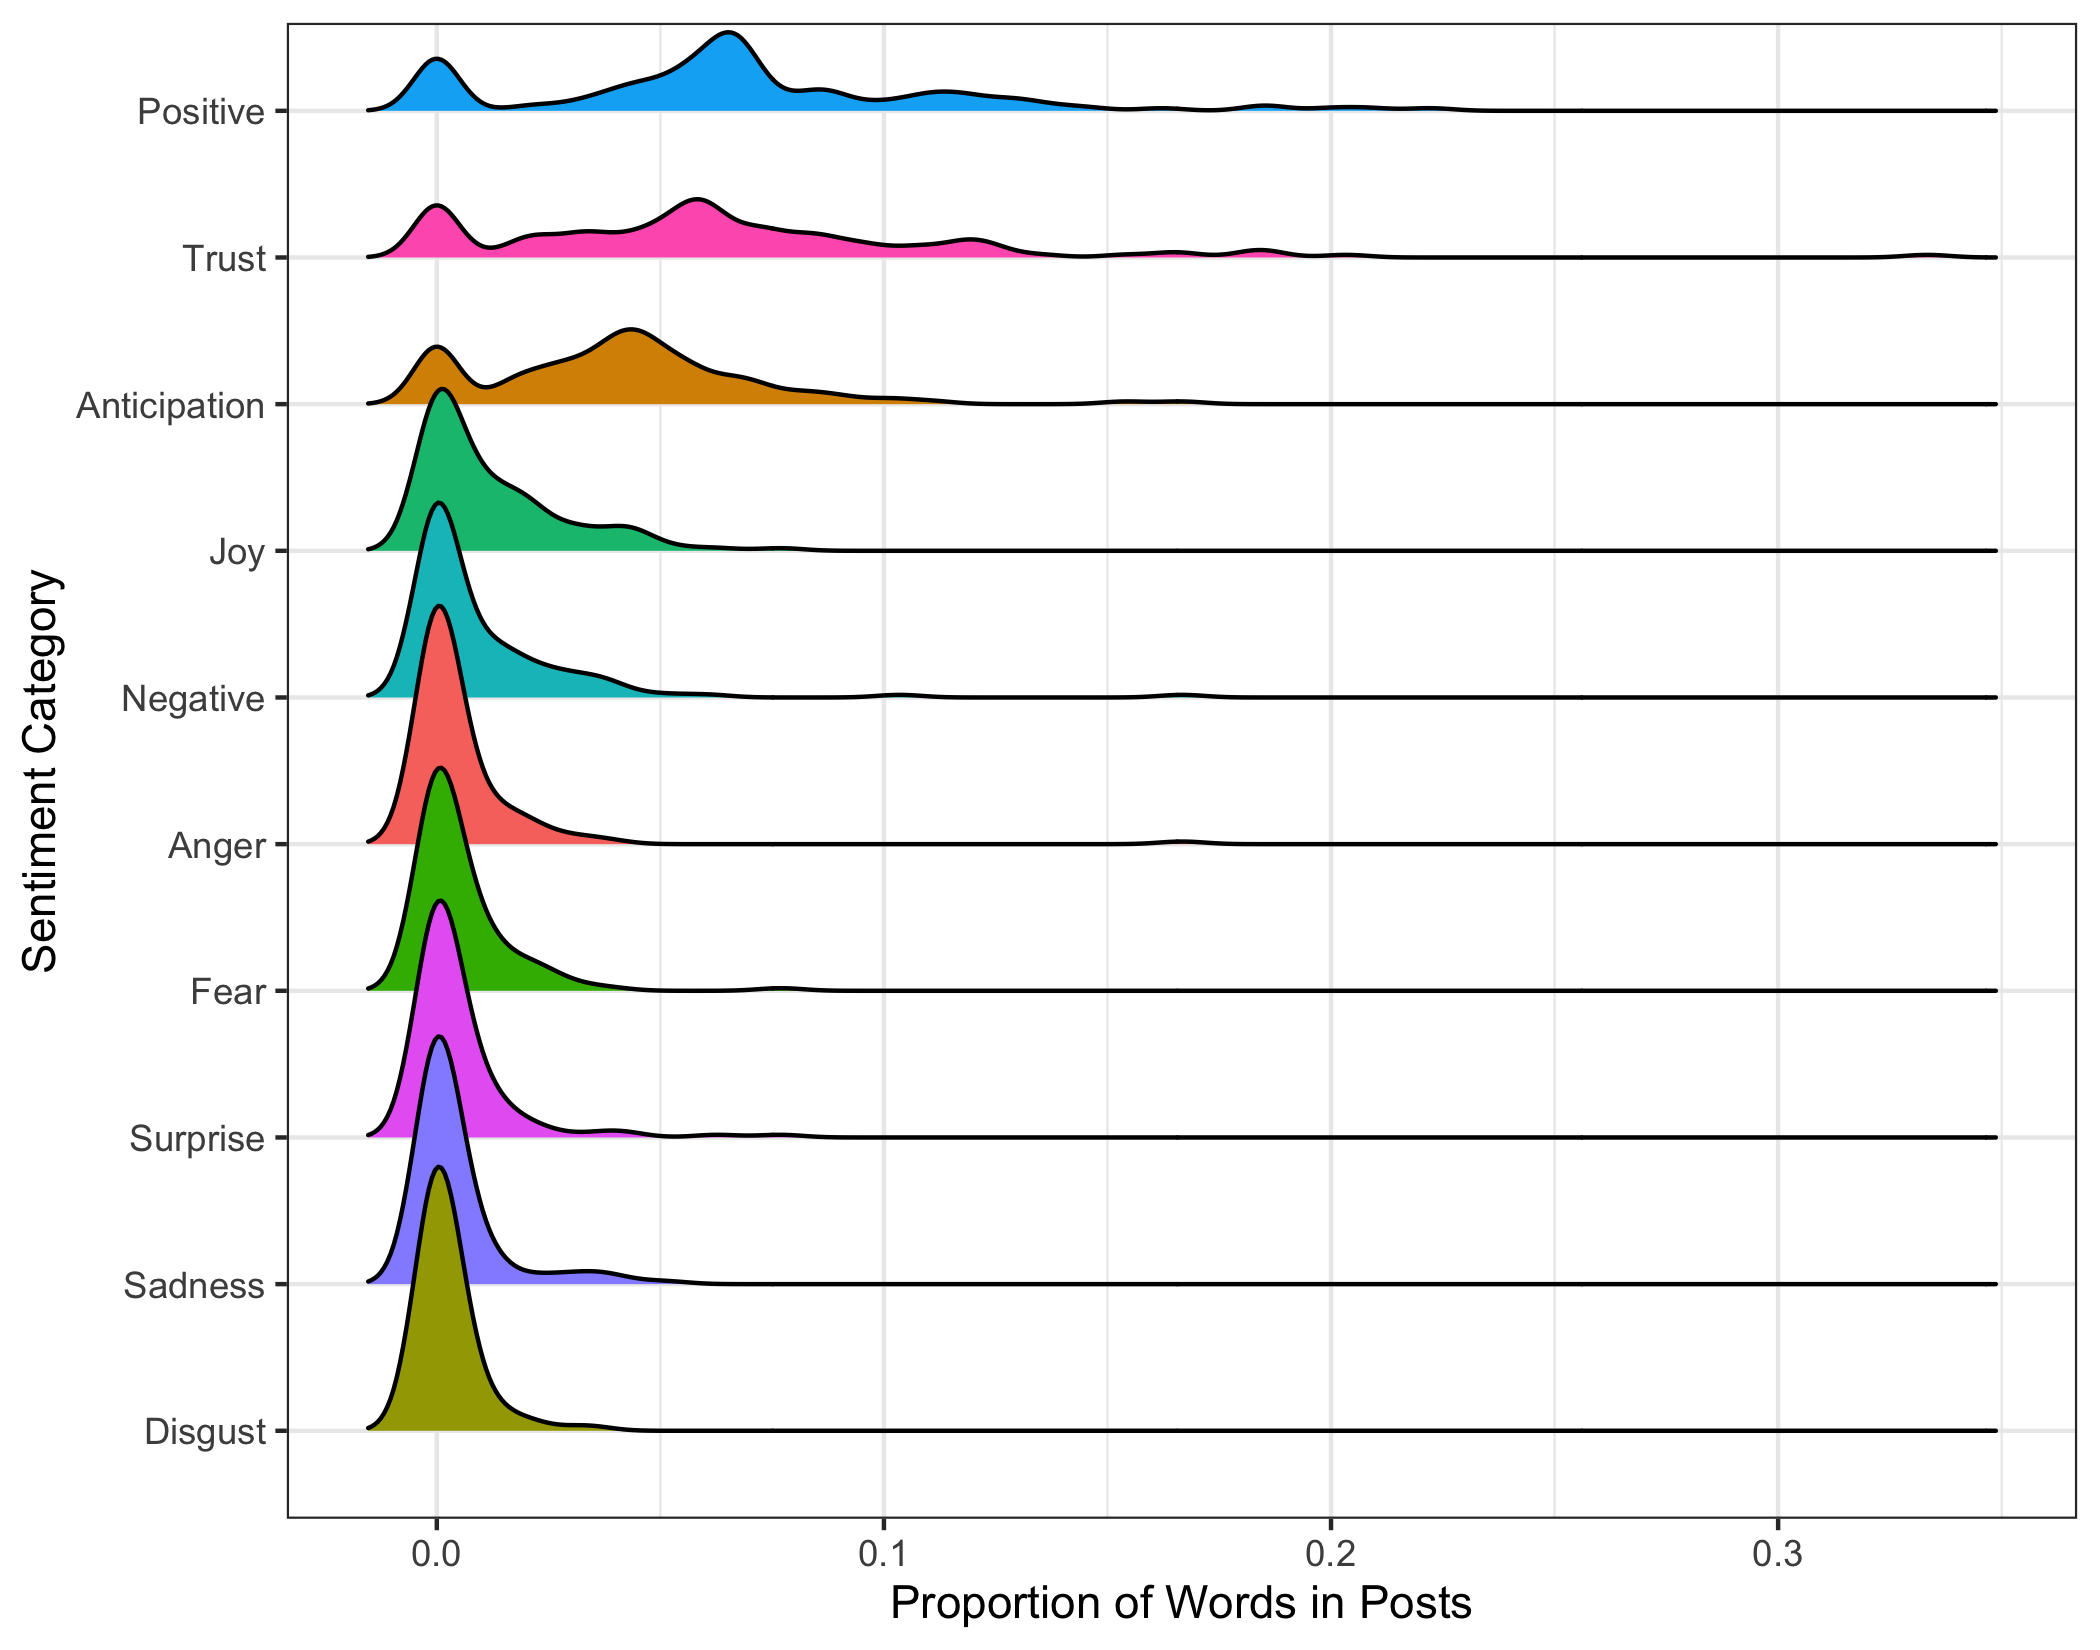 Positive
Trust
Anticipation
Joy
Negative
Anger
Fear
Surprise
Sadness
Disgust
Sentiment Category
0.0 0.1 0.2 0.3
Proportion of Words in Posts